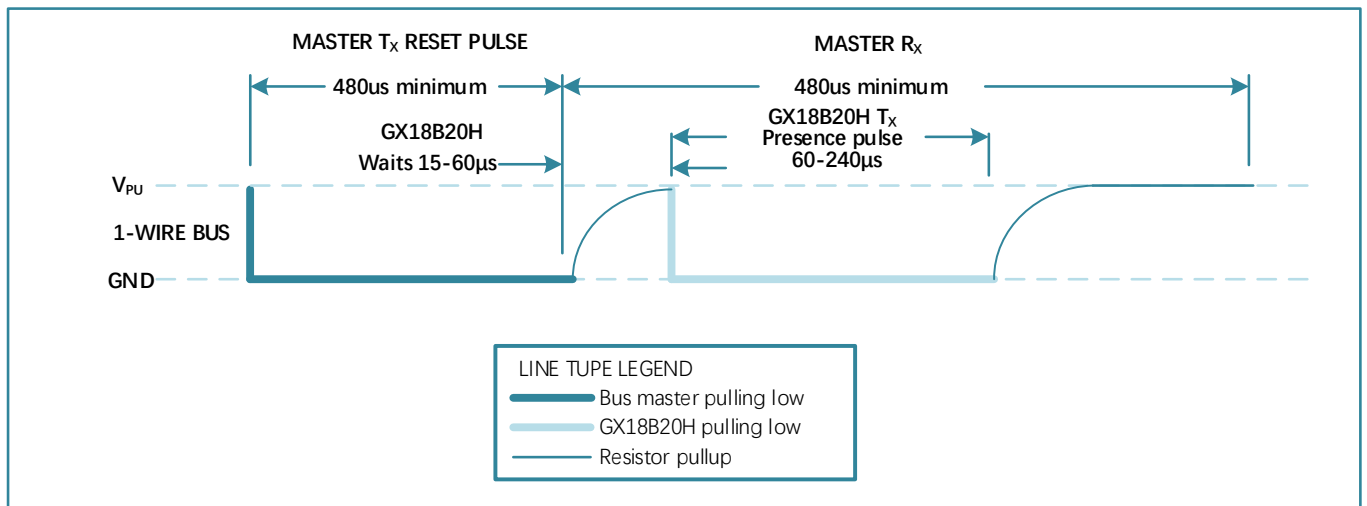 MASTER TX RESET PULSE
MASTER RX
480us minimum
480us minimum
GX18B20H
Waits 15-60μs
GX18B20H TX
Presence pulse
60-240μs
VPU
1-WIRE BUS
GND
LINE TUPE LEGEND
Bus master pulling low
GX18B20H pulling low
Resistor pullup